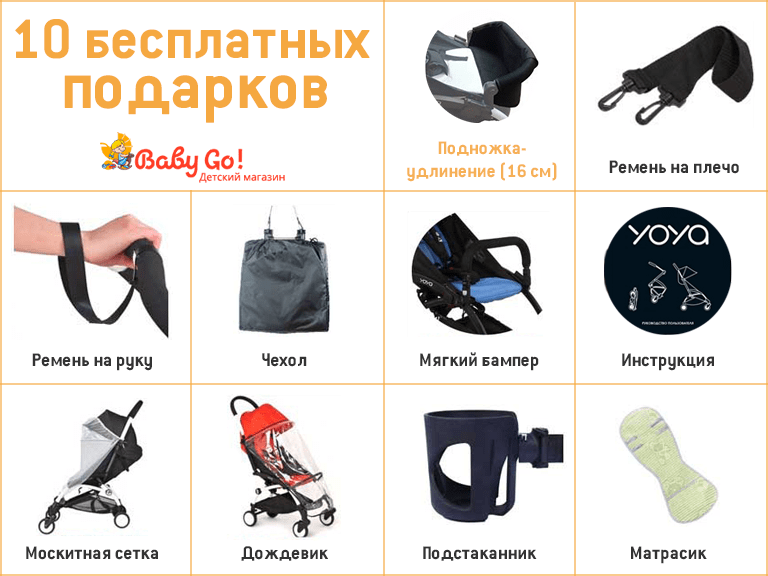 10 бесплатных
подарков
Baby Go!
Детский магазин
Подножка-
удлинение (16 см)
Ремень на плечо
Ремень на руку
Чехол
YOYA
Мягкий бампер
YOYA
РУКОВОДСТВО ПОЛЬЗОВАТЕЛЯ
Инструкция
Москитная сетка
Дождевик
Подстаканник
Матрасик